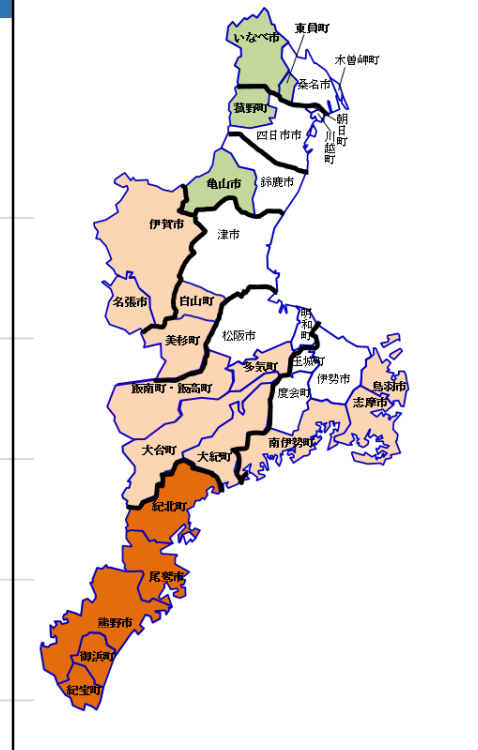 東員町
いなべ市
木曽岬町
桑名市
菰野町
朝日町
四日市市
川越町
亀山市
鈴鹿市
伊賀市
津市
名張市
白山町
明和町
美杉町
松阪市
玉城町
多気町
伊勢市
飯南町・飯高町
度会町
鳥羽市
志摩市
大台町
大紀町
南伊勢町
紀北町
尾鷲市
熊野市
御浜町
紀宝町